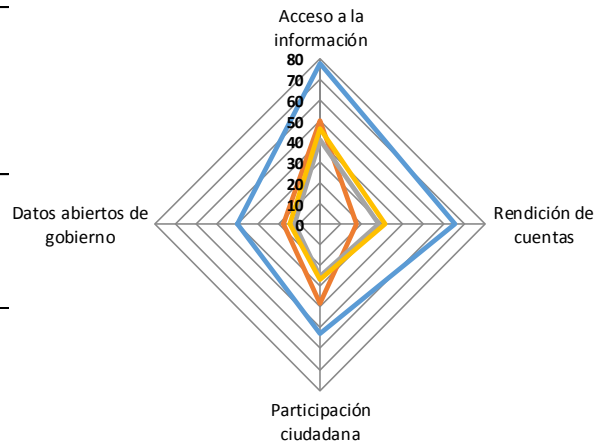 Acceso a la
información
80
70
60
50
40
30
20
10
0
Datos abiertos de
gobierno
Rendición de
cuentas
Participación
ciudadana